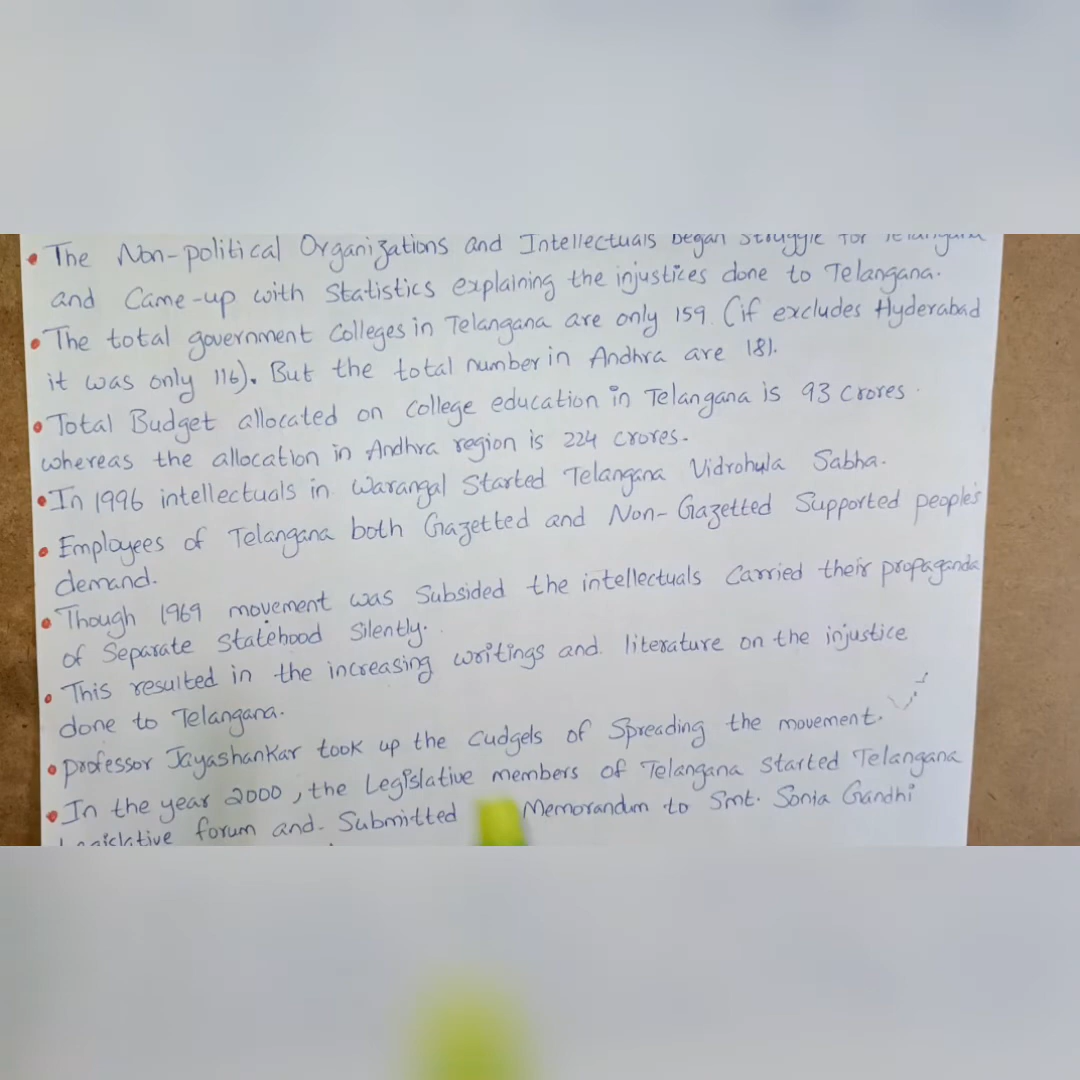 • The Non-political Organizations and Intellectuals began Struggle for Telangana
and Came-up with Statistics explaining the injustices done to Telangana.
• The total government Colleges in Telangana are only 159 (if excludes Hyderabad
it was only 116). But the total number in Andhra are 181.
• Total Budget allocated on College education in Telangana is 93 Crores
whereas the allocation in Andhra region is 224 crores.
• In 1996 intellectuals in Warangal Started Telangana Vidrohula Sabha.
• Employees of Telangana both Gazetted and Non-Gazetted Supported people's
demand.
• Though 1969 movement was Subsided the intellectuals Carried their propaganda
of Separate Statehood Silently.
• This resulted in the increasing writings and literature on the injustice
done to Telangana.
• Professor Jayashankar took up the Cudgels of Spreading the movement.
• In the year 2000, the Legislative members of Telangana Started Telangana
Legislative forum and Submitted Memorandum to Smt. Sonia Gandhi